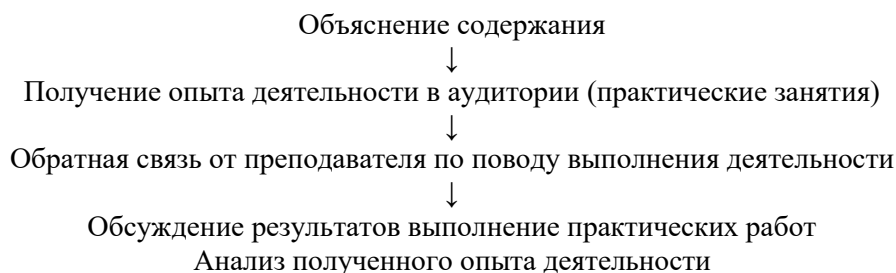 Объяснение содержания
↓
Получение опыта деятельности в аудитории (практические занятия)
↓
Обратная связь от преподавателя по поводу выполнения деятельности
↓
Обсуждение результатов выполнение практических работ
Анализ полученного опыта деятельности